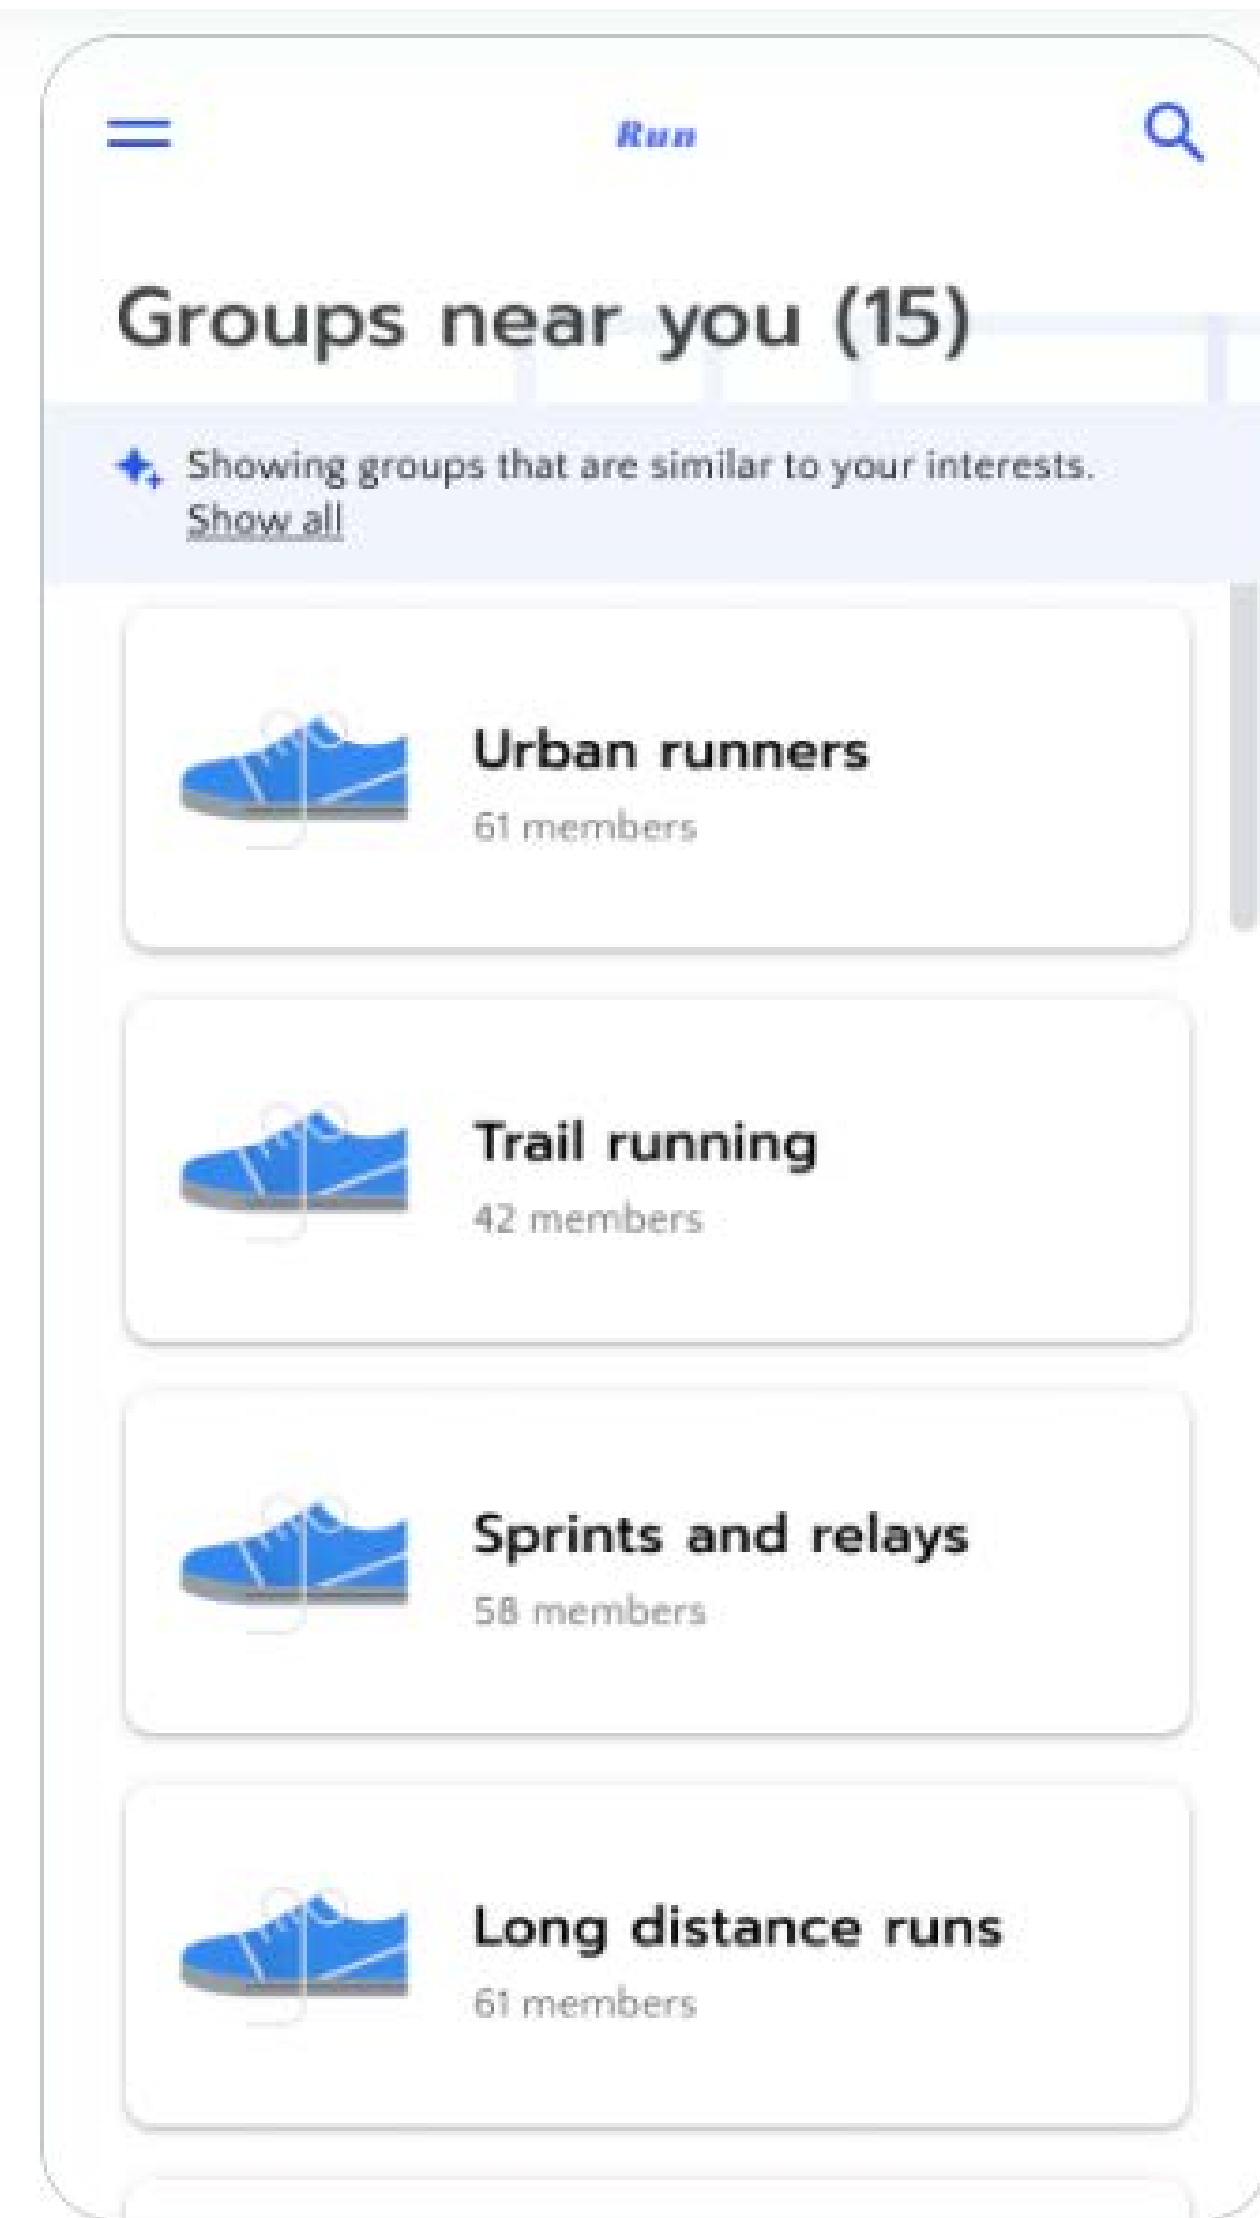 Run
Groups near you (15)
Showing groups that are similar to your interests.
Show all
Urban runners
61 members
Trail running
42 members
Sprints and relays
58 members
Long distance runs
61 members